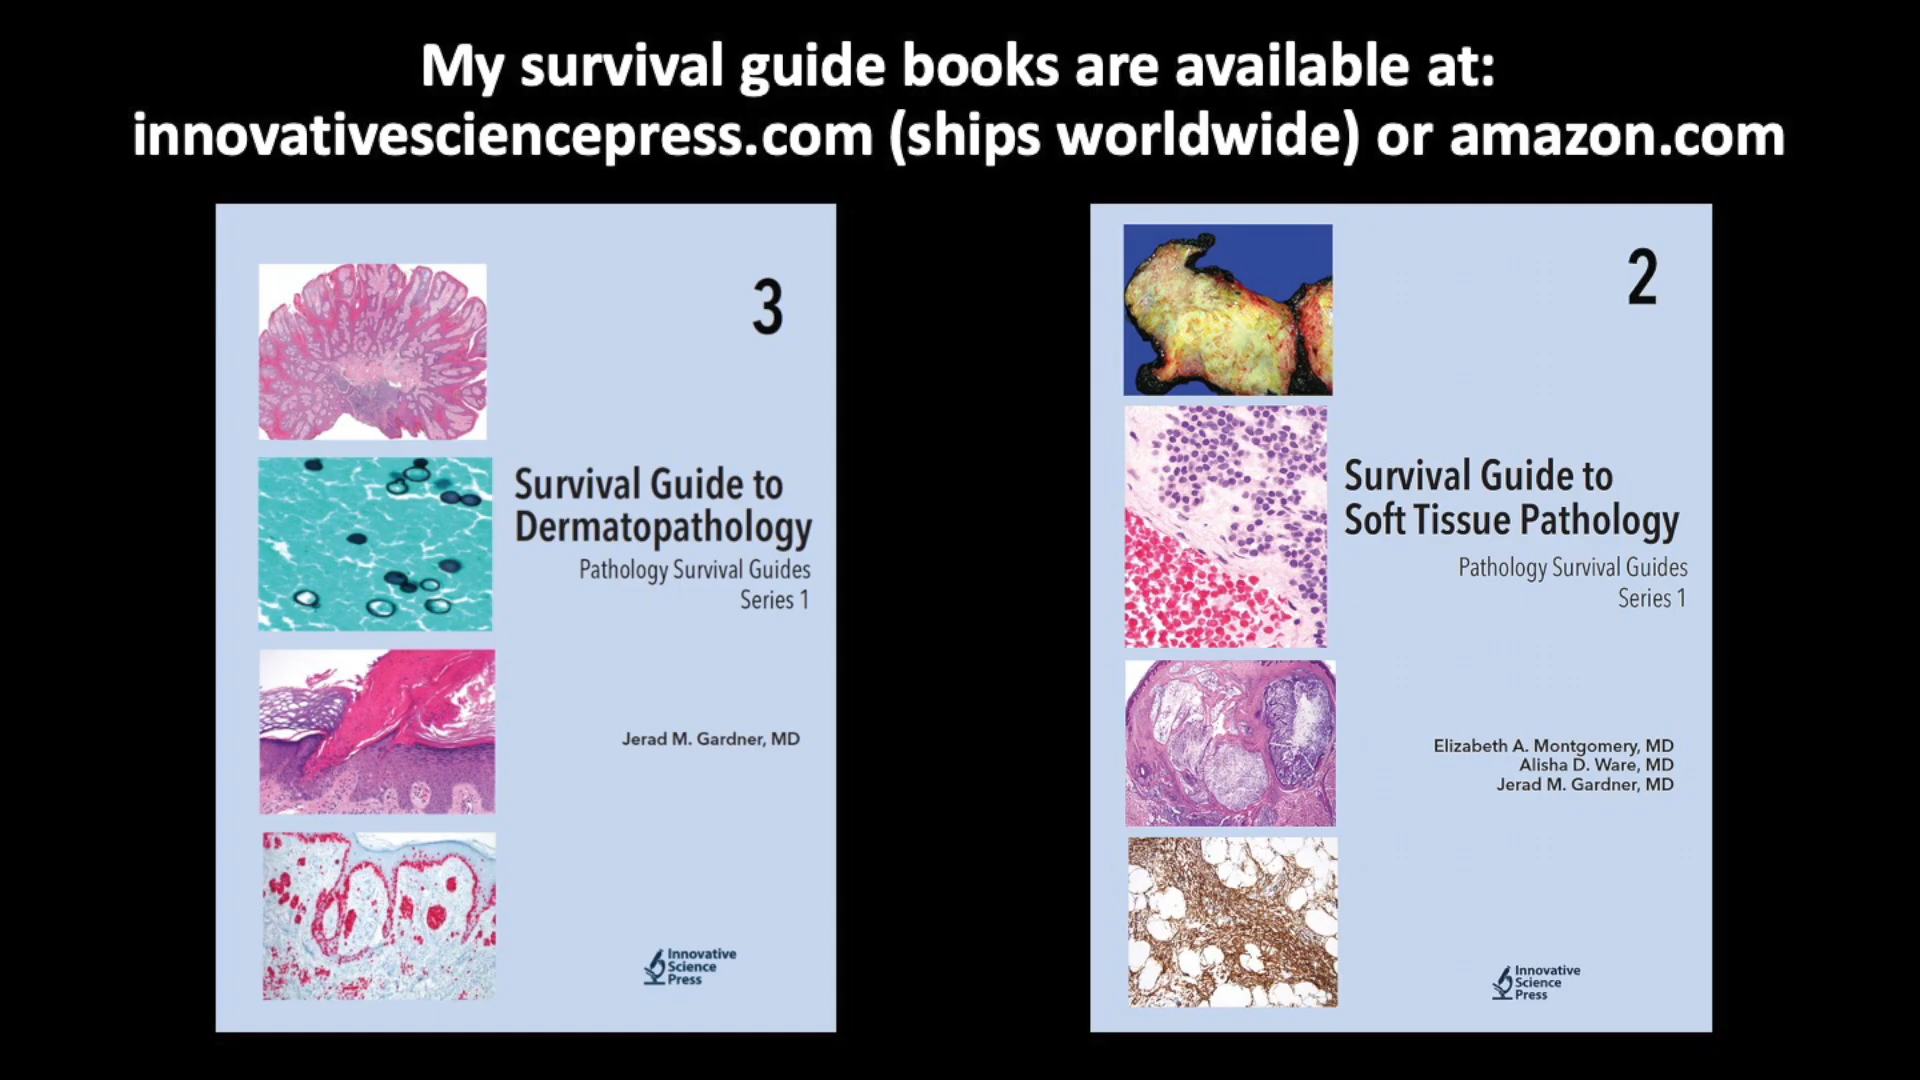 My survival guide books are available at:
innovativesciencepress.com (ships worldwide) or amazon.com
3
Survival Guide to
Dermatopathology
Pathology Survival Guides
Series 1
Jerad M. Gardner, MD
Innovative
Science
Press
2
Survival Guide to
Soft Tissue Pathology
Pathology Survival Guides
Series 1
Elizabeth A. Montgomery, MD
Alisha D. Ware, MD
Jerad M. Gardner, MD
Innovative
Science
Press